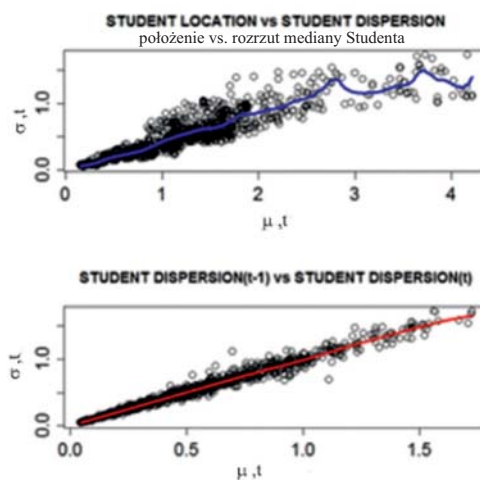 STUDENT LOCATION vs STUDENT DISPERSION
położenie vs. rozrzut mediany Studenta
σ ,t
1.0
0.0
0 1 2 3 4
μ ,t
STUDENT DISPERSION(t-1) vs STUDENT DISPERSION(t)
σ ,t
1.0
0.0
0.0 0.5 1.0 1.5
μ ,t